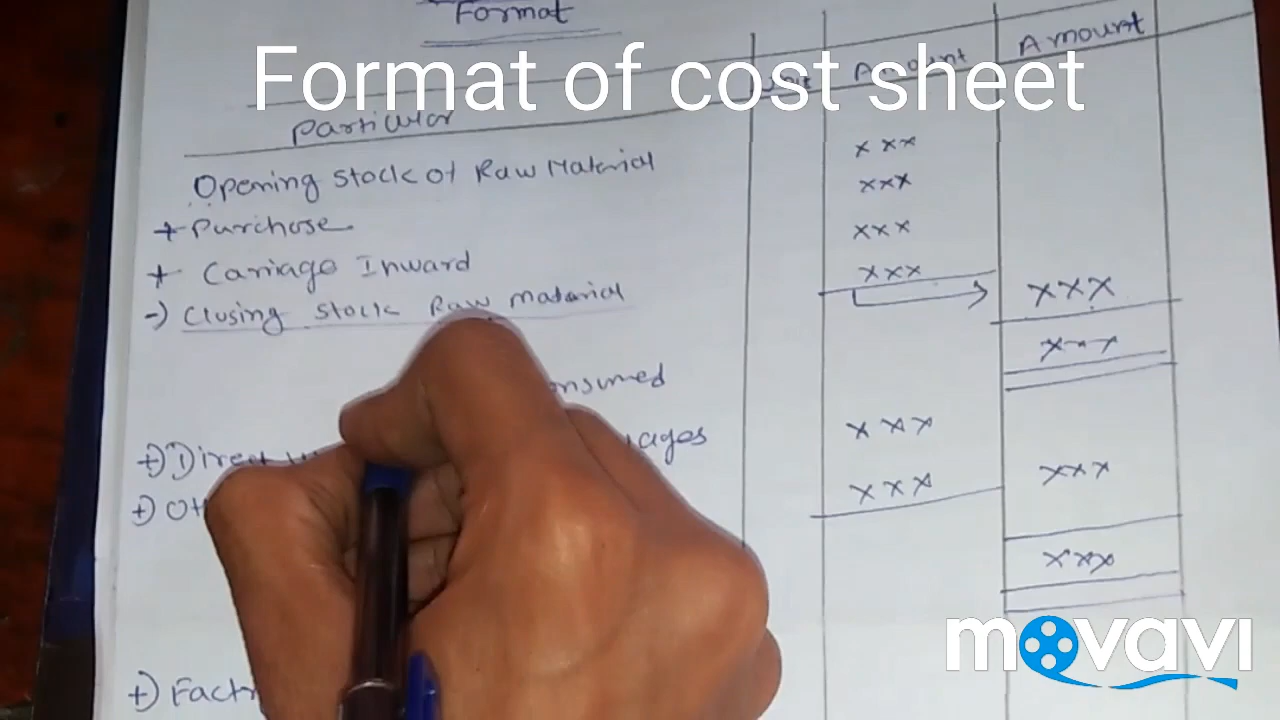 Format
Format of cost sheet
Particular Amount Amount
Opening Stock of Raw Material xxx
+ Purchase xxx
+ Carriage Inward xxx
-) Closing Stock Raw Material xxx xxx
xxx
+) Direct xxx xxx
+) xxx
xxx
+)
movavi